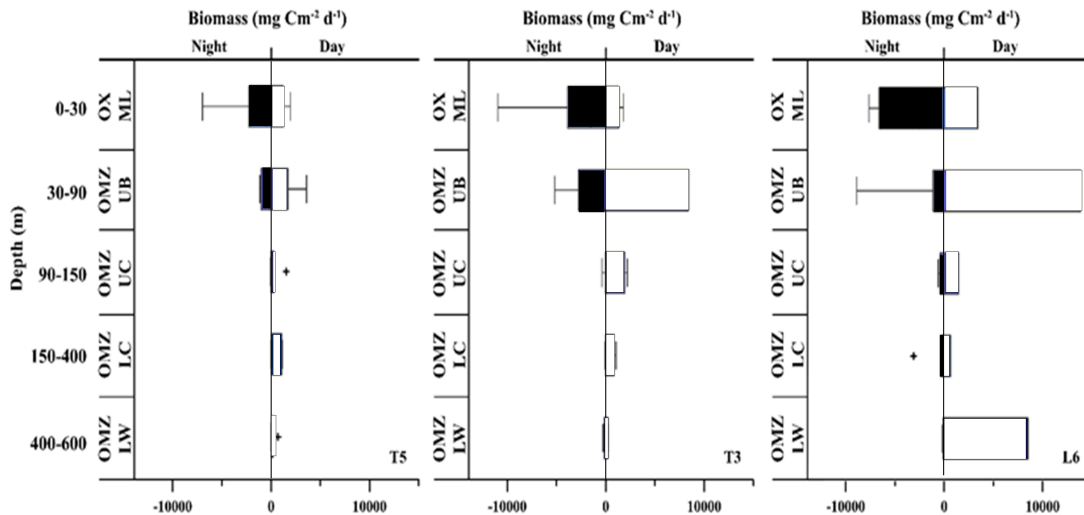 Biomass (mg Cm⁻² d⁻¹) Biomass (mg Cm⁻² d⁻¹) Biomass (mg Cm⁻² d⁻¹)
Night Day Night Day Night Day
Depth (m)
0-30 OX ML OX ML OX ML
30-90 OMZ UB OMZ UB OMZ UB
90-150 OMZ UC OMZ UC OMZ UC
150-400 OMZ LC OMZ LC OMZ LC
400-600 OMZ LW OMZ LW OMZ LW
T5 T3 L6
-10000 0 10000 -10000 0 10000 -10000 0 10000